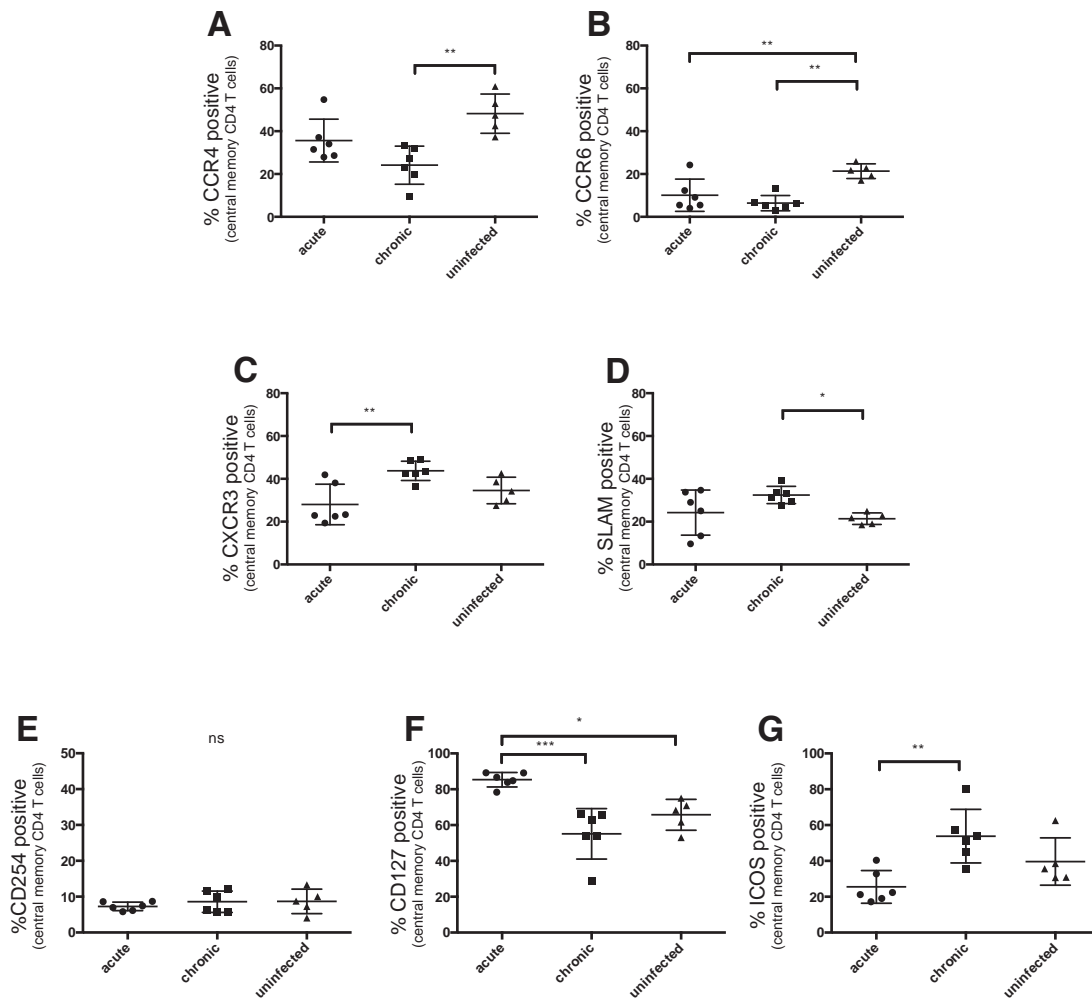 A
% CCR4 positive
(central memory CD4 T cells)
80
60
40
20
0
**
acute
chronic
uninfected
B
% CCR6 positive
(central memory CD4 T cells)
80
60
40
20
0
**
**
acute
chronic
uninfected
C
% CXCR3 positive
(central memory CD4 T cells)
80
60
40
20
0
**
acute
chronic
uninfected
D
% SLAM positive
(central memory CD4 T cells)
80
60
40
20
0
*
acute
chronic
uninfected
E
%CD254 positive
(central memory CD4 T cells)
50
40
30
20
10
0
ns
acute
chronic
uninfected
F
% CD127 positive
(central memory CD4 T cells)
100
80
60
40
20
0
*
***
acute
chronic
uninfected
G
% ICOS positive
(central memory CD4 T cells)
100
80
60
40
20
0
**
acute
chronic
uninfected